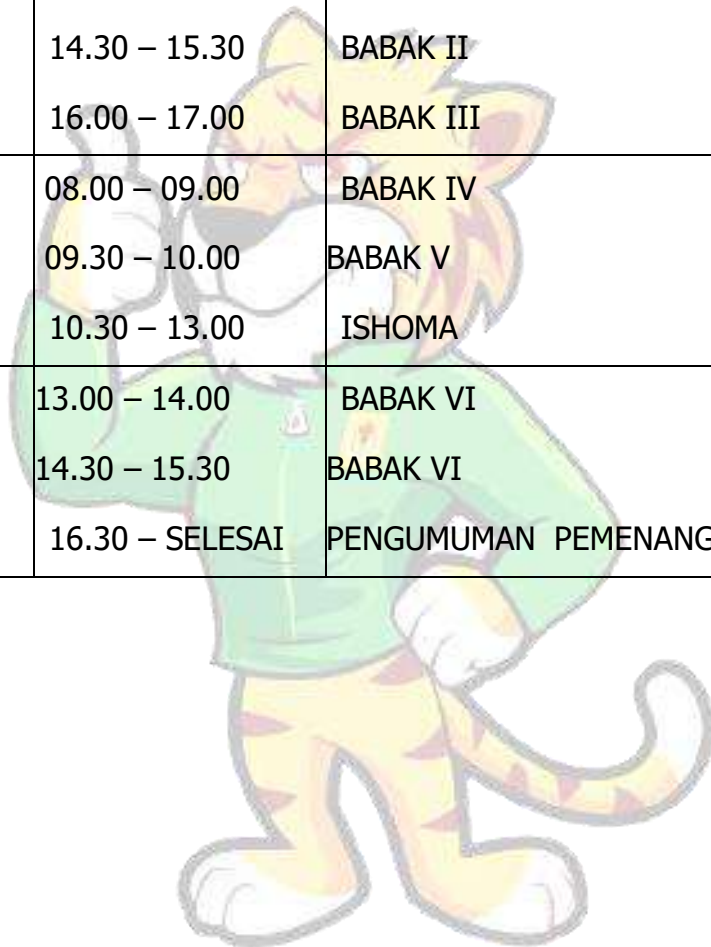 14.30 – 15.30 BABAK II
16.00 – 17.00 BABAK III
08.00 – 09.00 BABAK IV
09.30 – 10.00 BABAK V
10.30 – 13.00 ISHOMA
13.00 – 14.00 BABAK VI
14.30 – 15.30 BABAK VI
16.30 – SELESAI PENGUMUMAN PEMENANG